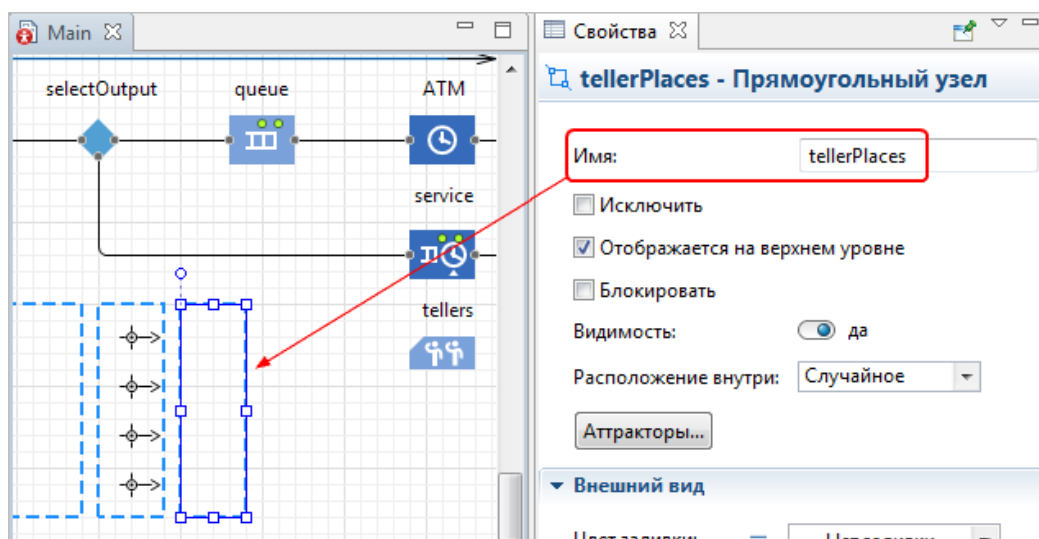 Main
selectOutput
queue
ATM
service
tellers
Свойства
tellerPlaces - Прямоугольный узел
Имя: tellerPlaces
Исключить
Отображается на верхнем уровне
Блокировать
Видимость: да
Расположение внутри: Случайное
Аттракторы...
Внешний вид